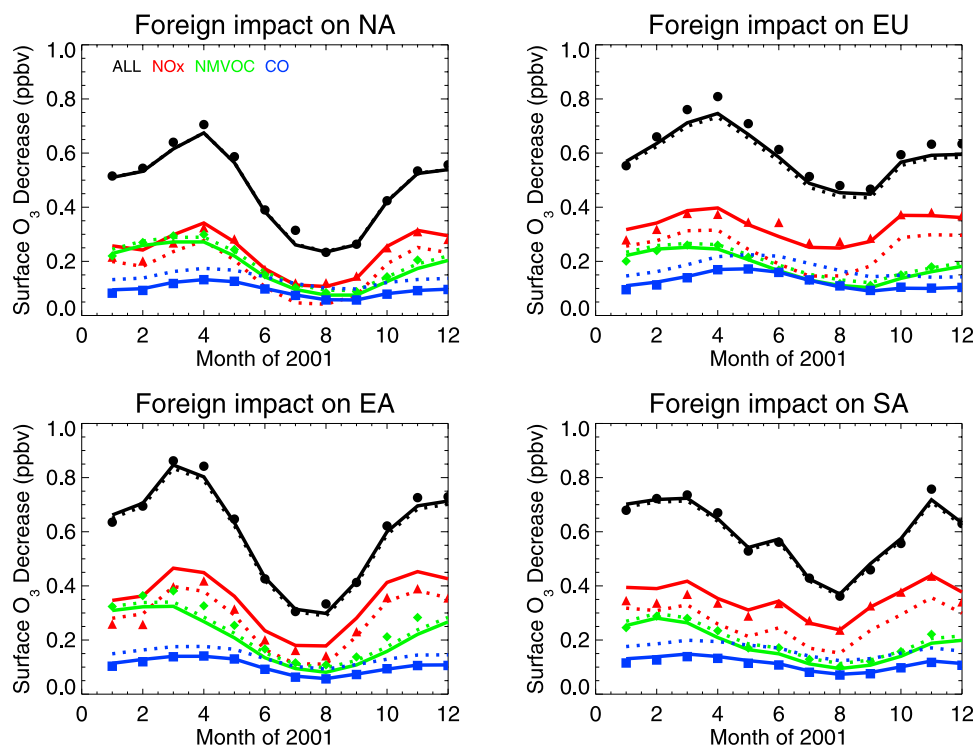 Foreign impact on NA
Surface O3 Decrease (ppbv)
1.0
0.8
0.6
0.4
0.2
0.0
ALL NOx NMVOC CO
0 2 4 6 8 10 12
Month of 2001
Foreign impact on EU
Surface O3 Decrease (ppbv)
1.0
0.8
0.6
0.4
0.2
0.0
0 2 4 6 8 10 12
Month of 2001
Foreign impact on EA
Surface O3 Decrease (ppbv)
1.0
0.8
0.6
0.4
0.2
0.0
0 2 4 6 8 10 12
Month of 2001
Foreign impact on SA
Surface O3 Decrease (ppbv)
1.0
0.8
0.6
0.4
0.2
0.0
0 2 4 6 8 10 12
Month of 2001